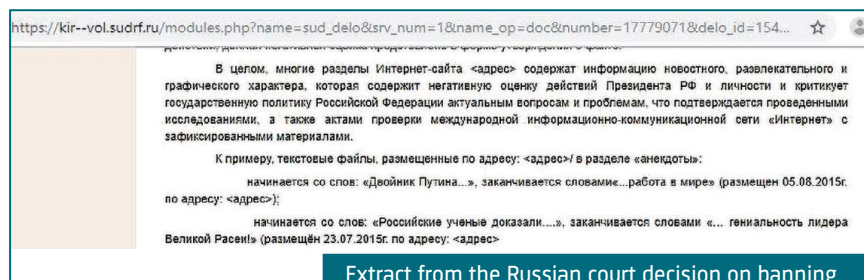 https://kir--vol.sudrf.ru/modules.php?name=sud_delo&srv_num=1&name_op=doc&number=17779071&delo_id=154...
В целом, многие разделы Интернет-сайта <адрес> содержат информацию новостного, развлекательного и
графического характера, которая содержит негативную оценку действий Президента РФ и личности и критикует
государственную политику Российской Федерации актуальным вопросам и проблемам, что подтверждается проведенными
исследованиями, а также актами проверки международной информационно-коммуникационной сети «Интернет» с
зафиксированными материалами.
К примеру, текстовые файлы, размещенные по адресу: <адрес>/ в разделе «анекдоты»:
начинается со слов: «Двойник Путина...», заканчивается словами«...работа в мире» (размещен 05.08.2015г.
по адресу: <адрес>);
начинается со слов: «Российские ученые доказали....», заканчивается словами «... гениальность лидера
Великой Расеи!» (размещён 23.07.2015г. по адресу: <адрес>
Extract from the Russian court decision on banning